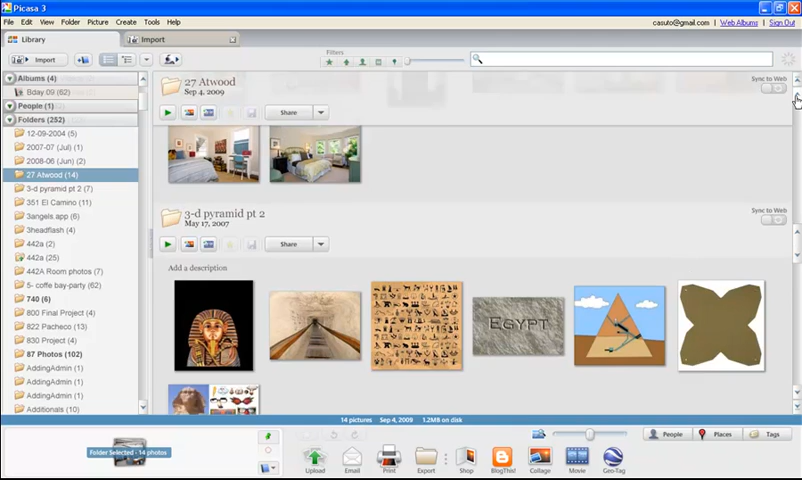 Picasa 3
File Edit View Folder Picture Create Tools Help
casuto@gmail.com Web Albums Sign Out
Library
Import
Import
Filters
Albums (4)
Bday 09 (62)
People (1)
Folders (252)
12-09-2004 (5)
2007-07 (Jul) (1)
2008-06 (Jun) (2)
27 Atwood (14)
3-d pyramid pt 2 (7)
351 El Camino (11)
3angels app (6)
3headflash (4)
442a (2)
442a (25)
442A Room photos (7)
5- coffe bay-party (62)
740 (6)
800 Final Project (4)
822 Pacheco (13)
830 Project (4)
87 Photos (102)
AddingAdmin (1)
AddingAdmin (1)
AddingAdmin (1)
Additionals (10)
27 Atwood
Sep 4, 2009
Sync to Web
Share
3-d pyramid pt 2
May 17, 2007
Sync to Web
Share
Add a description
EGYPT
14 pictures Sep 4, 2009 1.2MB on disk
Folder Selected - 14 photos
People Places Tags
Upload Email Print Export Shop BlogThis! Collage Movie Geo-Tag